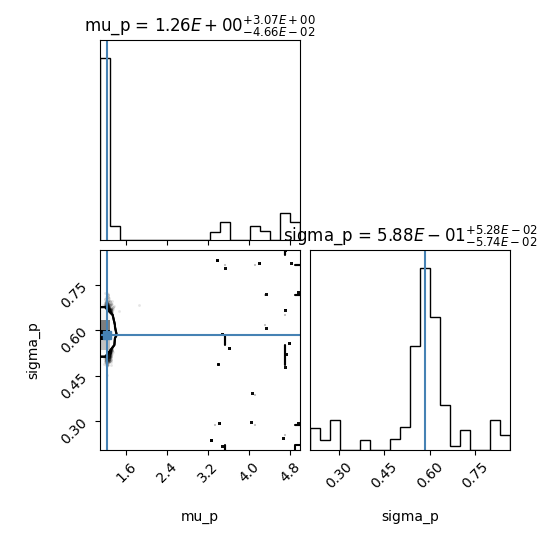 mu_p = 1.26E + 00+3.07E+00−4.66E−02
sigma_p = 5.88E − 01+5.28E−02−5.74E−02
0.75
0.60
0.45
0.30
sigma_p
1.6 2.4 3.2 4.0 4.8
mu_p
0.30 0.45 0.60 0.75
sigma_p